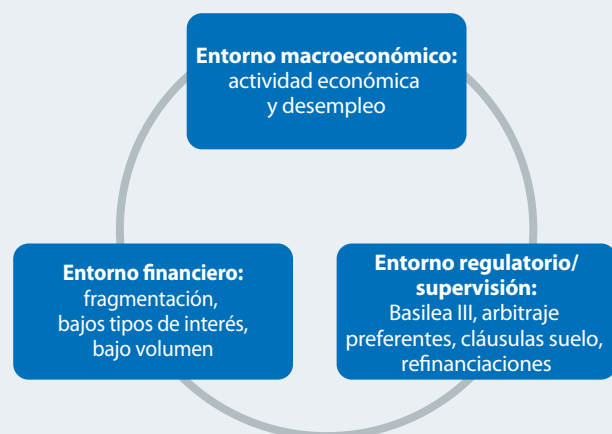 Entorno macroeconómico:
actividad económica
y desempleo
Entorno financiero:
fragmentación,
bajos tipos de interés,
bajo volumen
Entorno regulatorio/
supervisión:
Basilea III, arbitraje
preferentes, cláusulas suelo,
refinanciaciones